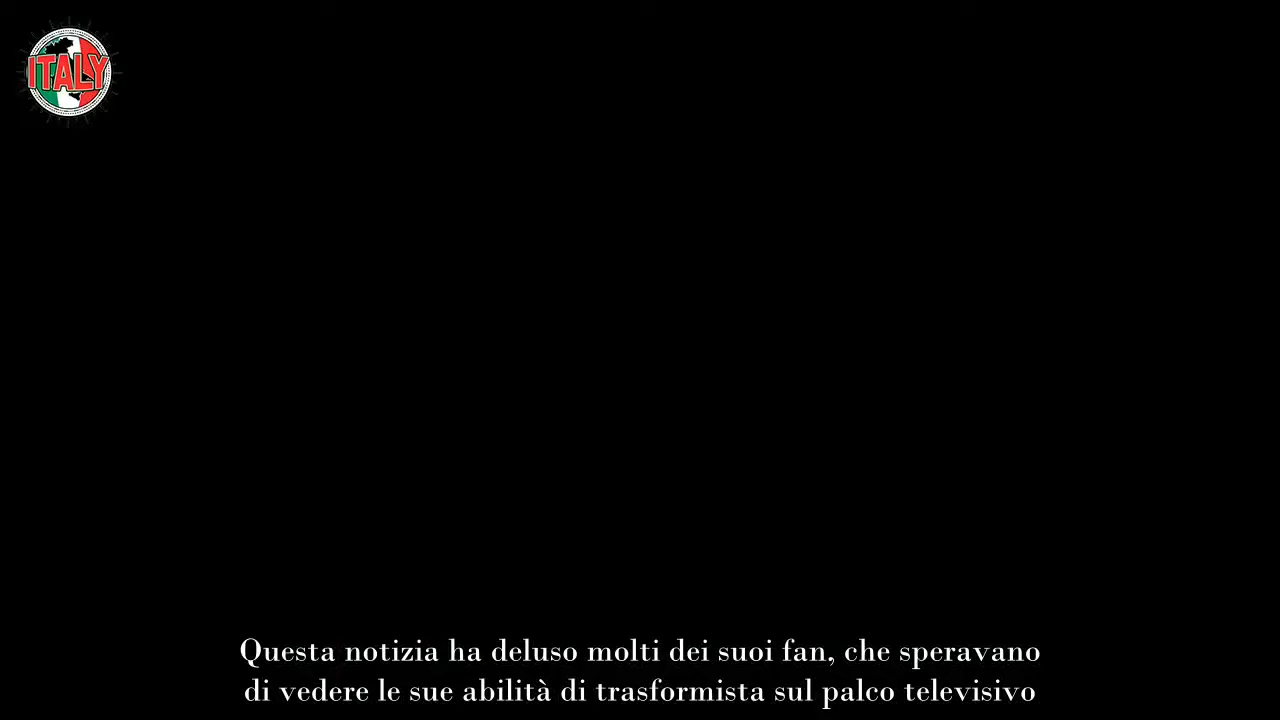 ITALY
Questa notizia ha deluso molti dei suoi fan, che speravano
di vedere le sue abilità di trasformista sul palco televisivo